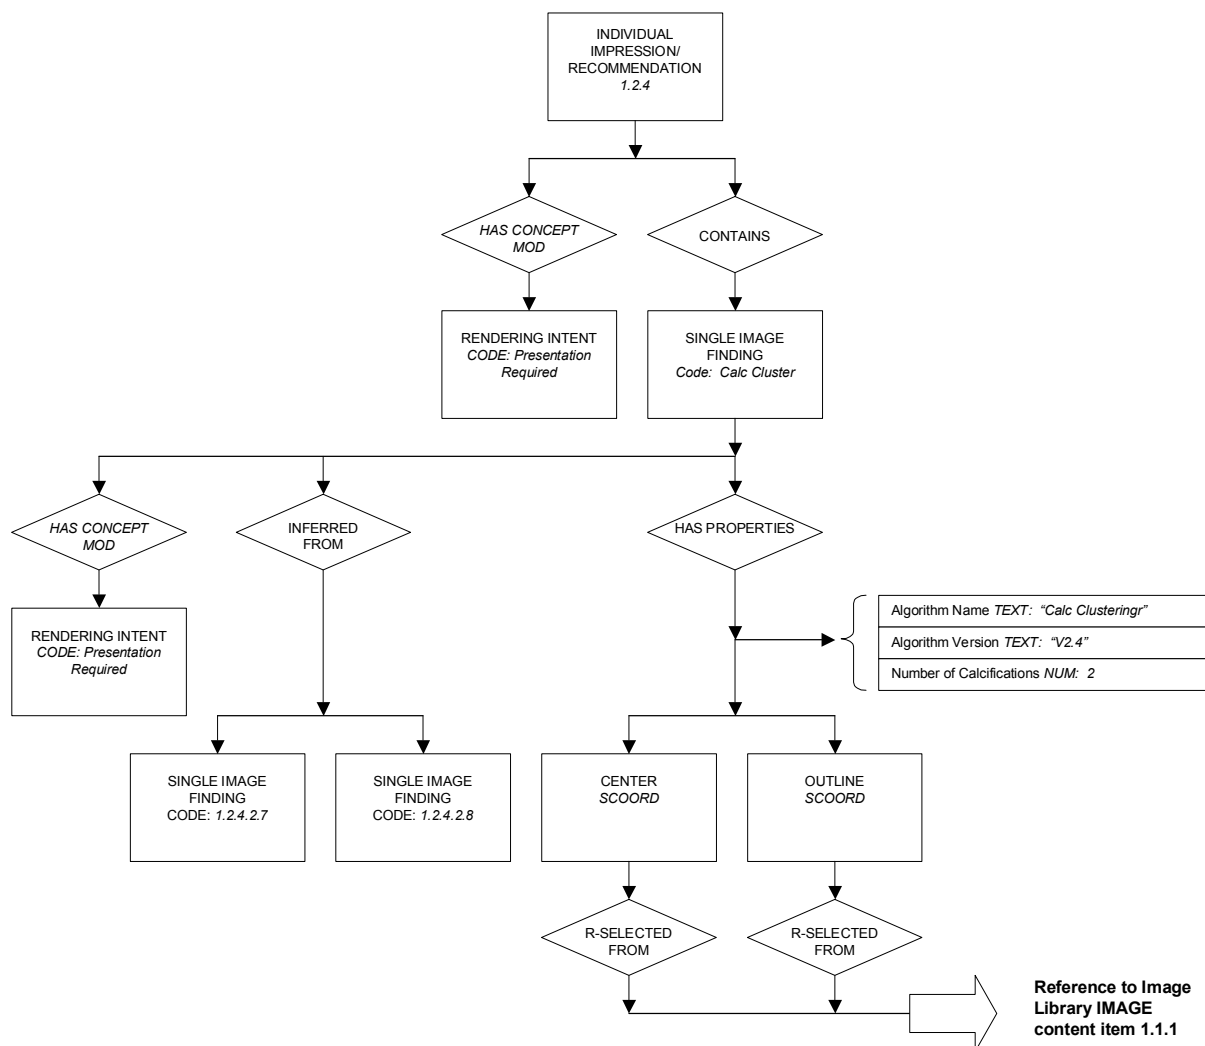 INDIVIDUAL
IMPRESSION/
RECOMMENDATION
1.2.4
HAS CONCEPT
MOD
CONTAINS
RENDERING INTENT
CODE: Presentation
Required
SINGLE IMAGE
FINDING
Code: Calc Cluster
HAS CONCEPT
MOD
INFERRED
FROM
HAS PROPERTIES
RENDERING INTENT
CODE: Presentation
Required
Algorithm Name TEXT: “Calc Clusteringr”
Algorithm Version TEXT: “V2.4”
Number of Calcifications NUM: 2
SINGLE IMAGE
FINDING
CODE: 1.2.4.2.7
SINGLE IMAGE
FINDING
CODE: 1.2.4.2.8
CENTER
SCOORD
OUTLINE
SCOORD
R-SELECTED
FROM
R-SELECTED
FROM
Reference to Image
Library IMAGE
content item 1.1.1